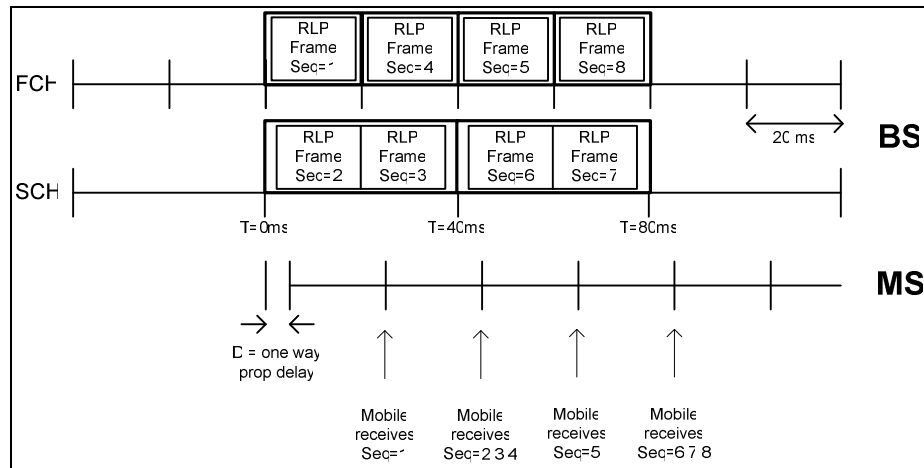 RLP
Frame
Seq=1
RLP
Frame
Seq=4
RLP
Frame
Seq=5
RLP
Frame
Seq=8
FCH
20 ms
BS
RLP
Frame
Seq=2
RLP
Frame
Seq=3
RLP
Frame
Seq=6
RLP
Frame
Seq=7
SCH
T=0ms
T=40ms
T=80ms
MS
D = one way
prop delay
Mobile
receives
Seq=1
Mobile
receives
Seq=2 3 4
Mobile
receives
Seq=5
Mobile
receives
Seq=6 7 8